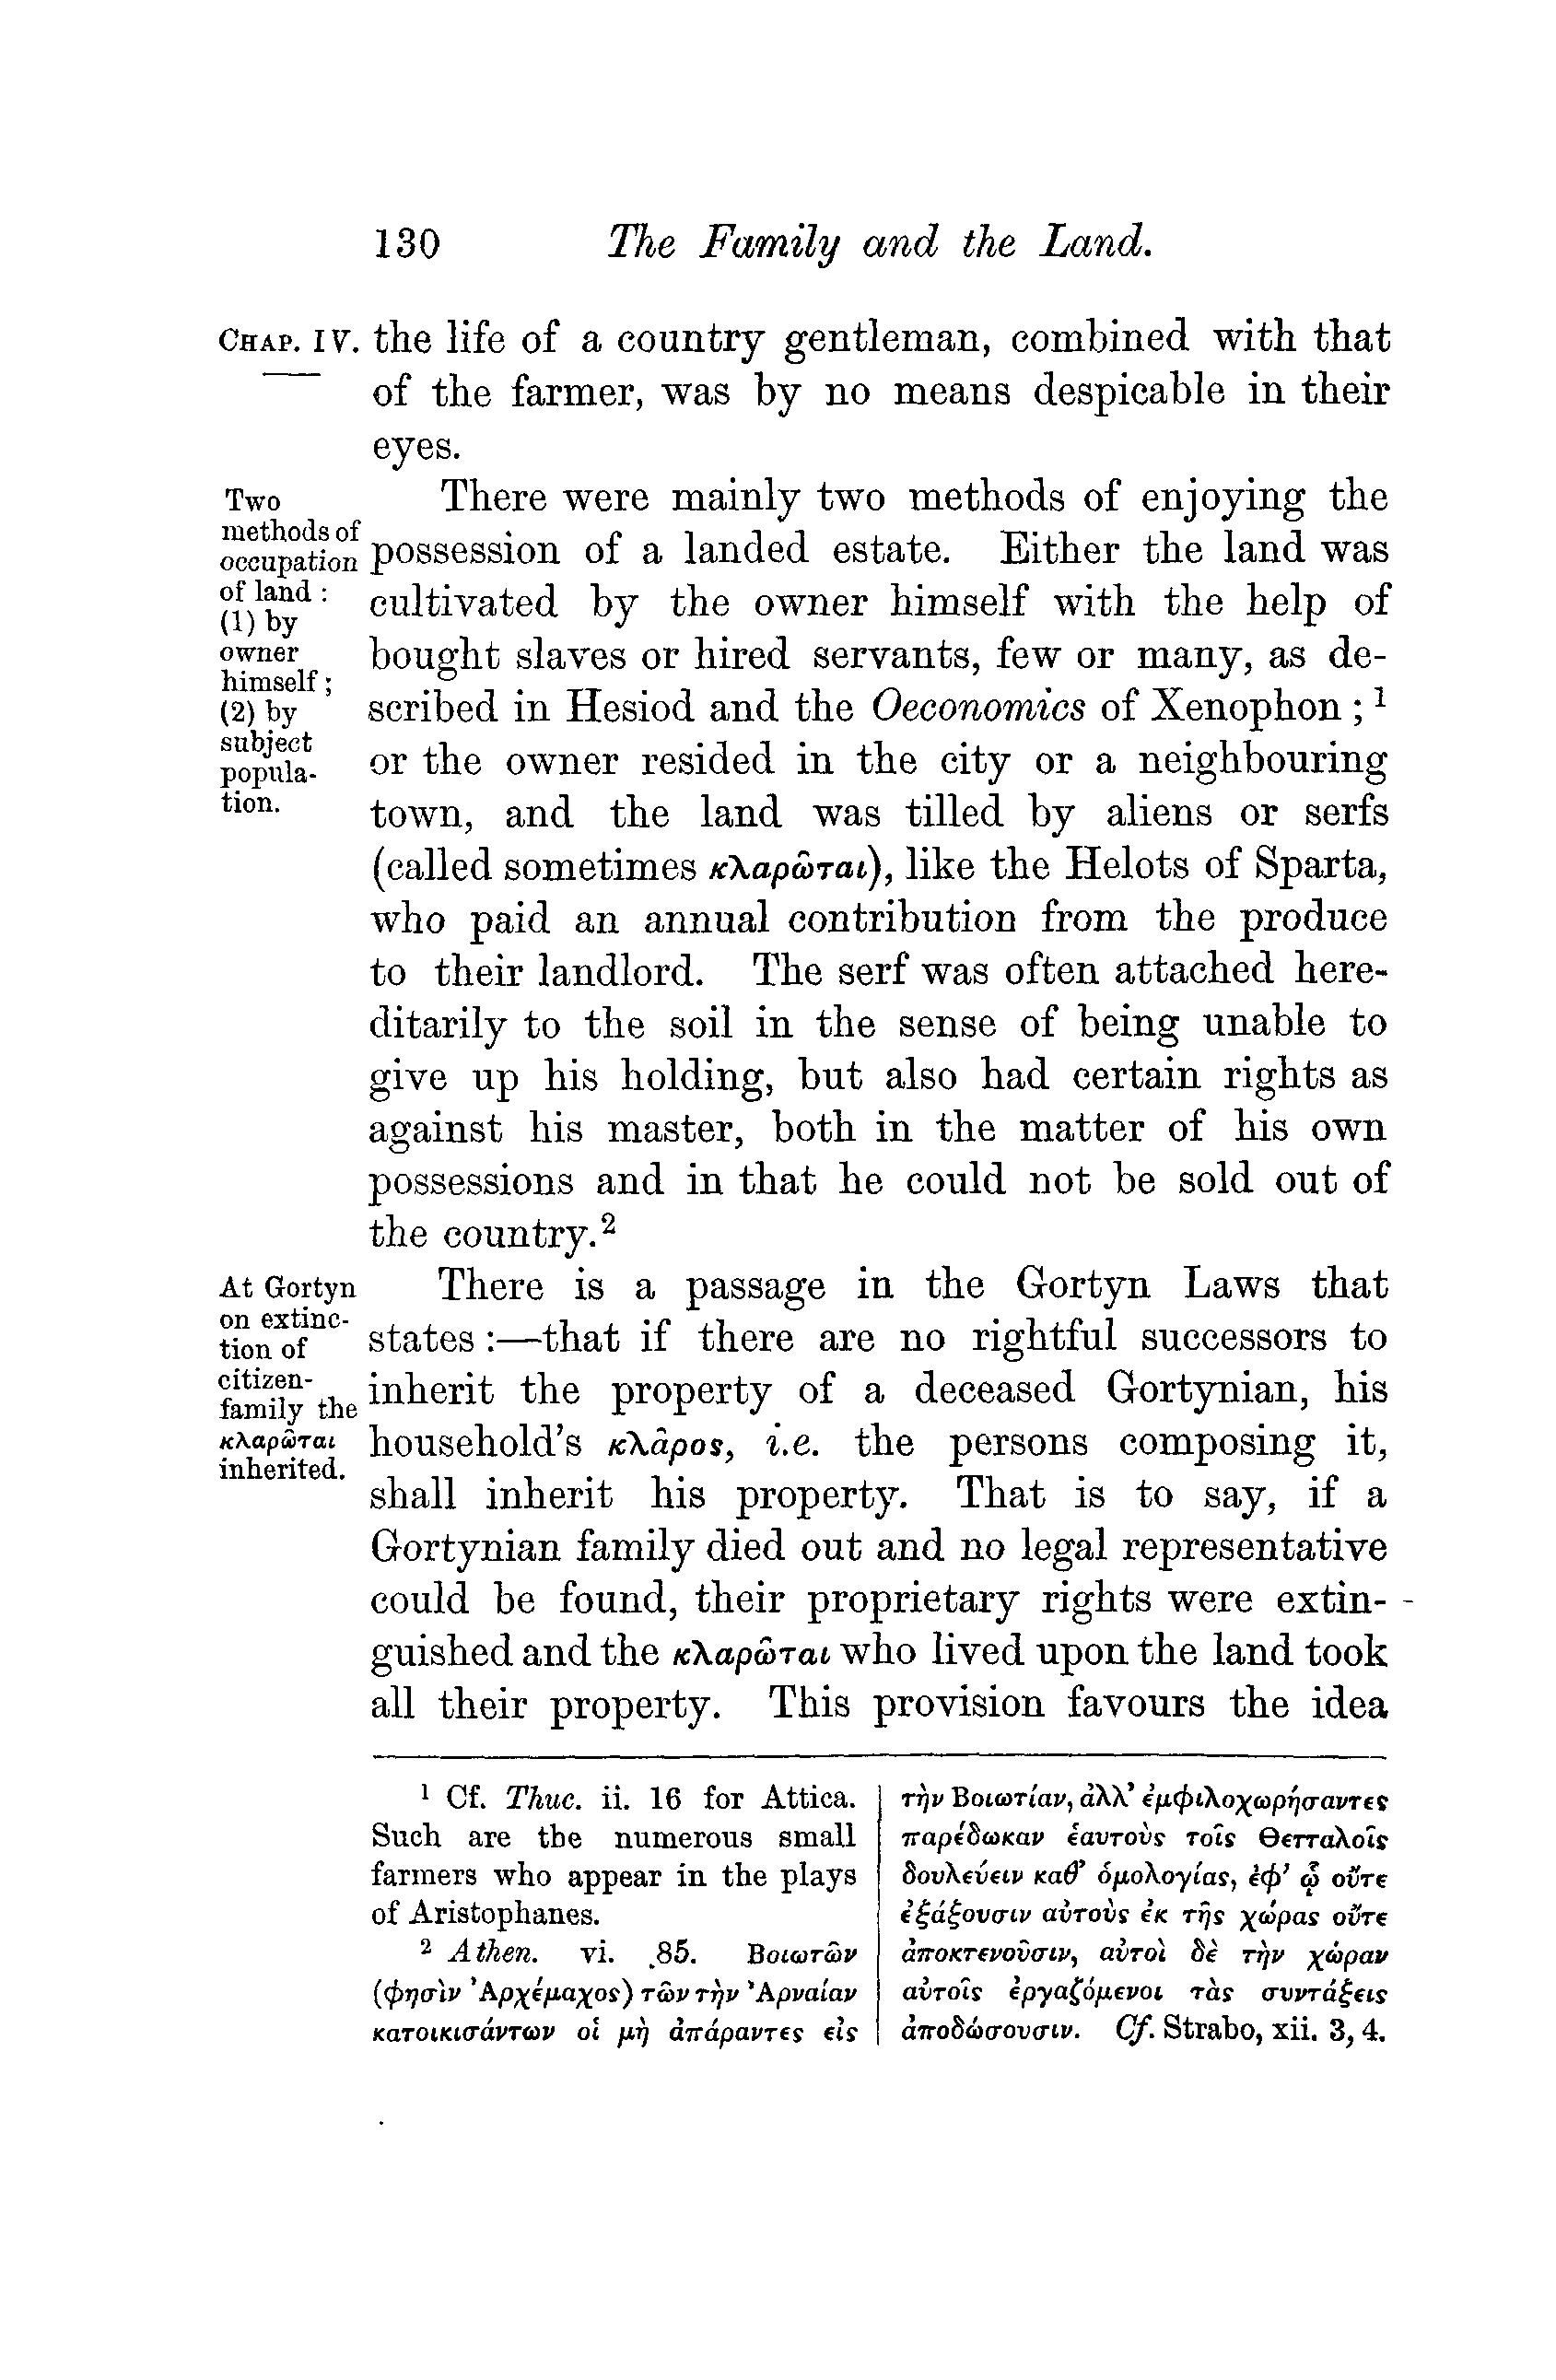 130 The Family and the Land.
CHAP. IV.
the life of a country gentleman, combined with that
of the farmer, was by no means despicable in their
eyes.
Two
methods of
occupation
of land :
(1) by
owner
himself ;
(2) by
subject
popula-
tion.
There were mainly two methods of enjoying the
possession of a landed estate. Either the land was
cultivated by the owner himself with the help of
bought slaves or hired servants, few or many, as de-
scribed in Hesiod and the Oeconomics of Xenophon ; ¹
or the owner resided in the city or a neighbouring
town, and the land was tilled by aliens or serfs
(called sometimes κλαρῶται), like the Helots of Sparta,
who paid an annual contribution from the produce
to their landlord. The serf was often attached here-
ditarily to the soil in the sense of being unable to
give up his holding, but also had certain rights as
against his master, both in the matter of his own
possessions and in that he could not be sold out of
the country.²
At Gortyn
on extinc-
tion of
citizen-
family the
κλαρῶται
inherited.
There is a passage in the Gortyn Laws that
states :—that if there are no rightful successors to
inherit the property of a deceased Gortynian, his
household's κλᾶρος, i.e. the persons composing it,
shall inherit his property. That is to say, if a
Gortynian family died out and no legal representative
could be found, their proprietary rights were extin-
guished and the κλαρῶται who lived upon the land took
all their property. This provision favours the idea
¹ Cf. Thuc. ii. 16 for Attica.
Such are the numerous small
farmers who appear in the plays
of Aristophanes.
² Athen. vi. 85. Βοιωτῶν
(φησὶν Ἀρχέμαχος) τῶν τὴν Ἀρναίαν
κατοικισάντων οἱ μὴ ἀπάραντες εἰς
τὴν Βοιωτίαν, ἀλλ' ἐμφιλοχωρήσαντες
παρέδωκαν ἑαυτοὺς τοῖς Θετταλοῖς
δουλεύειν καθ' ὁμολογίας, ἐφ' ᾧ οὔτε
ἐξάξουσιν αὐτοὺς ἐκ τῆς χώρας οὔτε
ἀποκτενοῦσιν, αὐτοὶ δὲ τὴν χώραν
αὐτοῖς ἐργαζόμενοι τὰς συντάξεις
ἀποδώσουσιν. Cf. Strabo, xii. 3, 4.